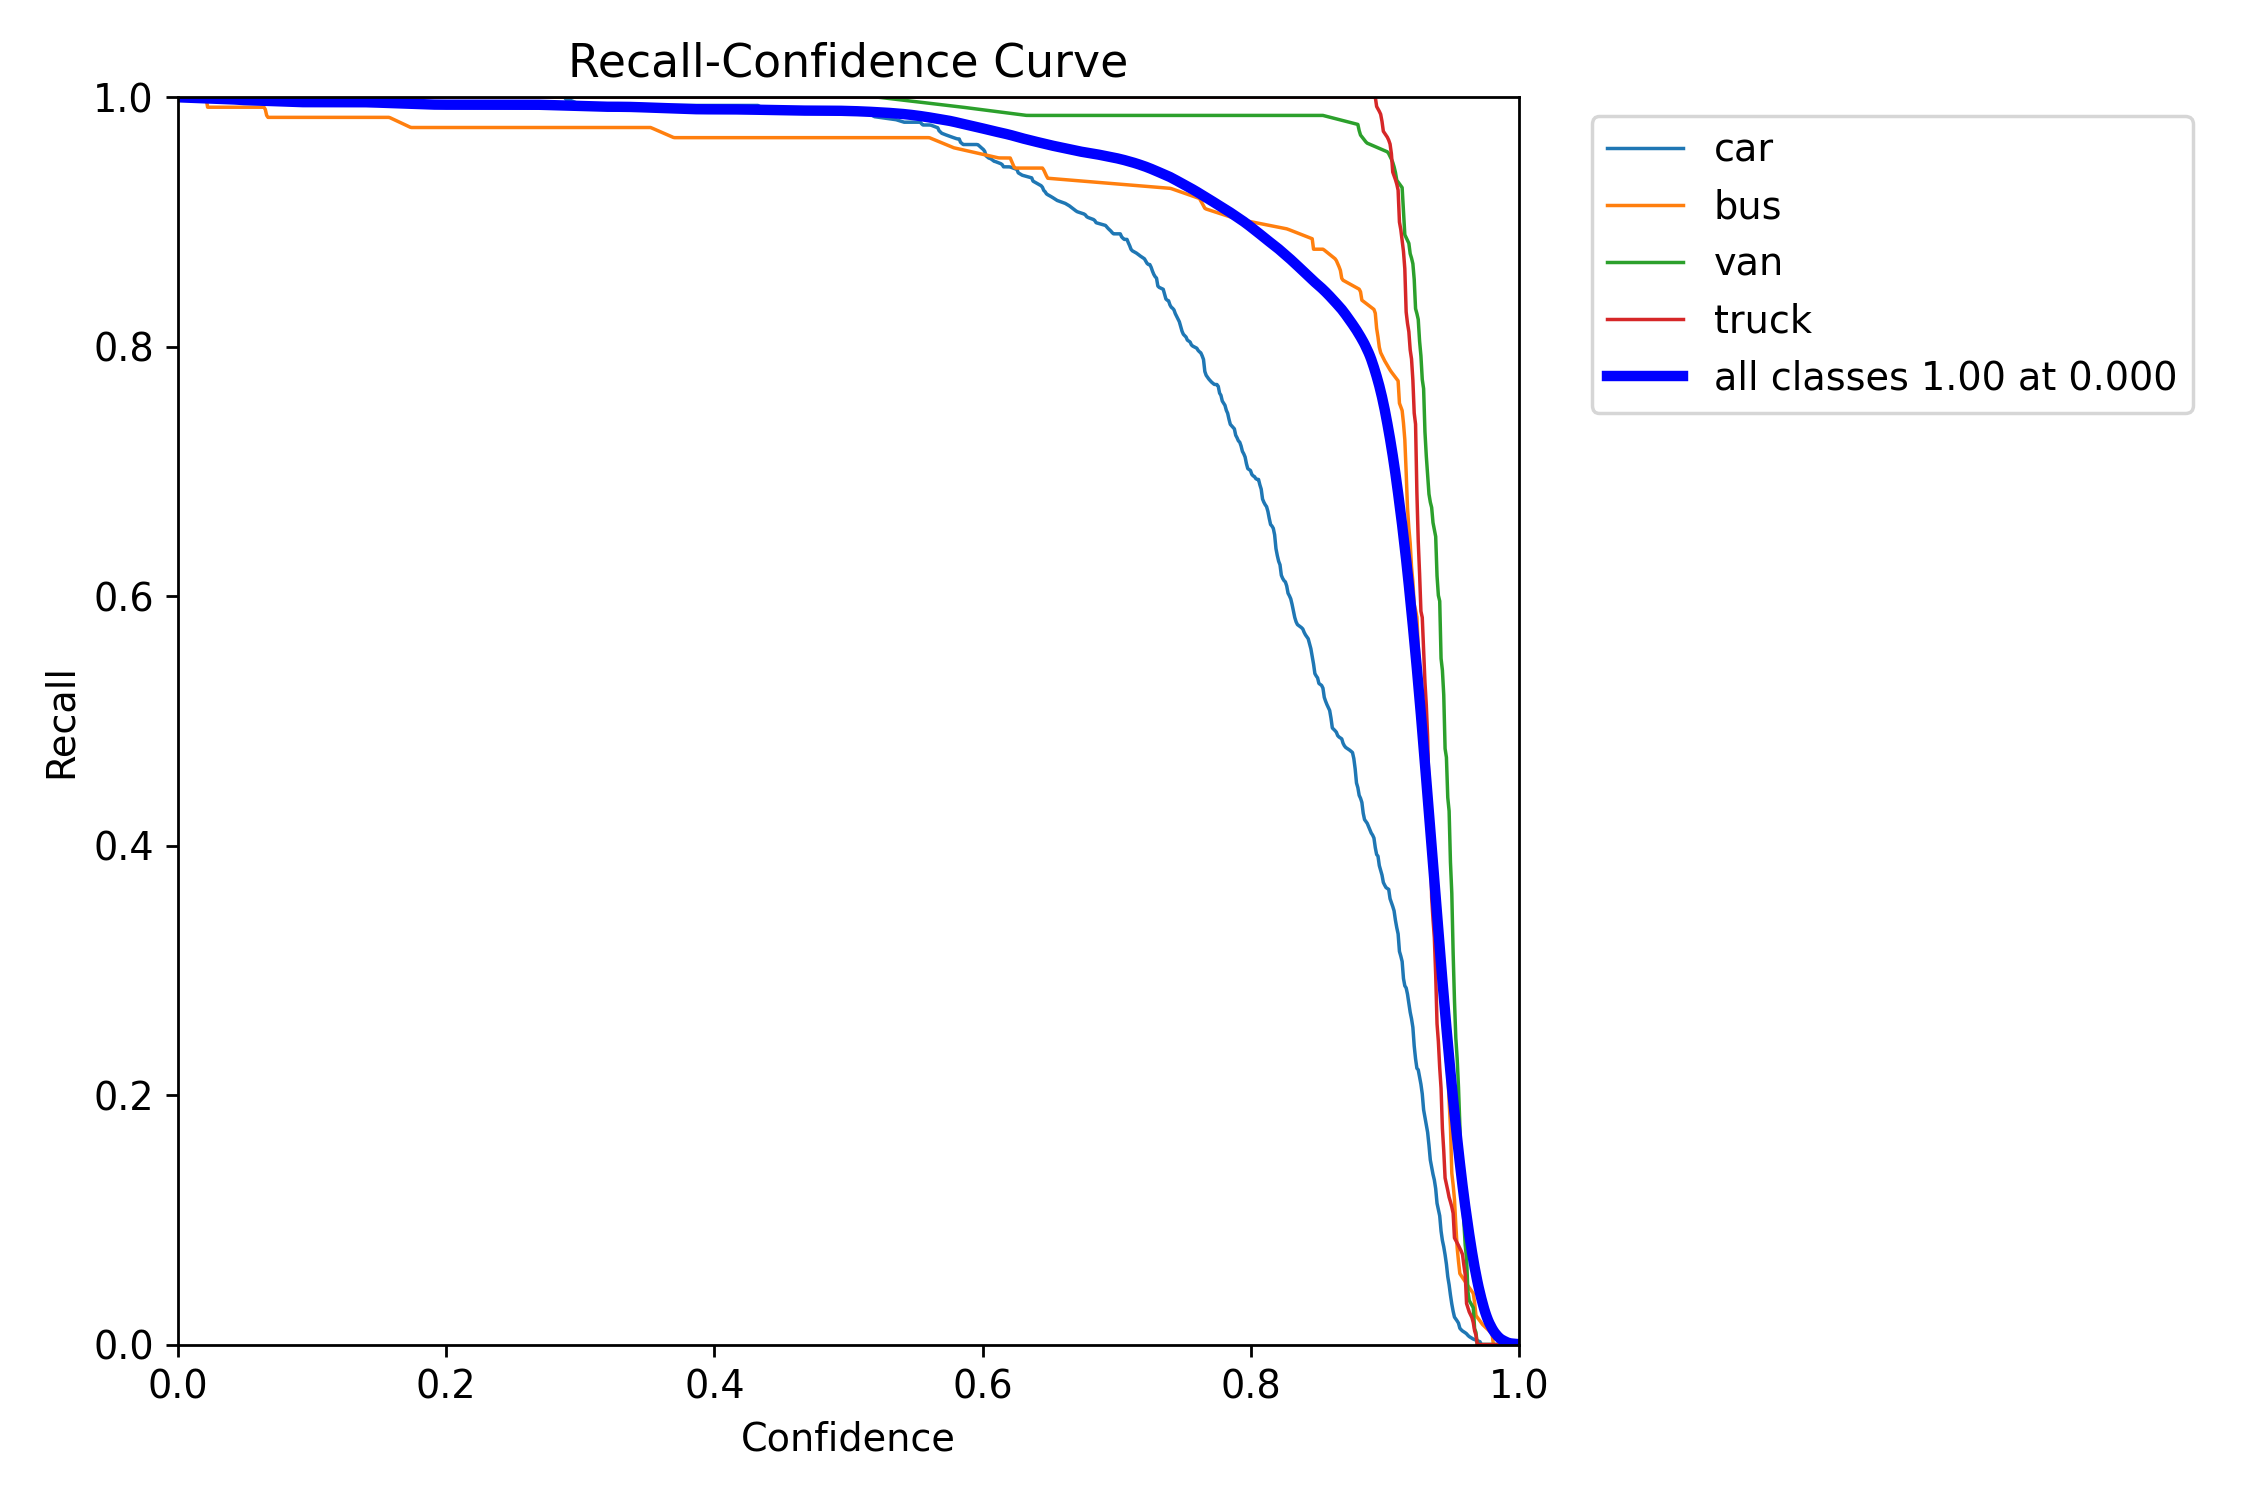 Recall-Confidence Curve
1.0
0.8
0.6
0.4
0.2
0.0
Recall
0.0 0.2 0.4 0.6 0.8 1.0
Confidence
car
bus
van
truck
all classes 1.00 at 0.000